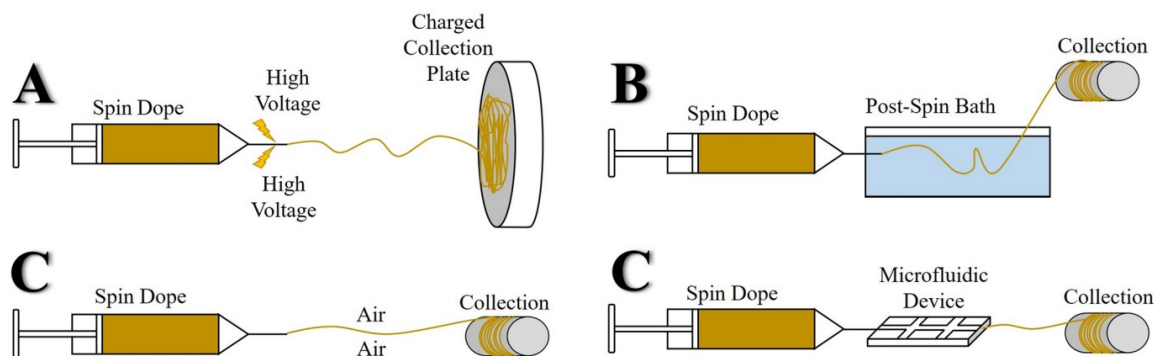 A
Spin Dope
High
Voltage
High
Voltage
Charged
Collection
Plate
B
Spin Dope
Post-Spin Bath
Collection
C
Spin Dope
Air
Air
Collection
C
Spin Dope
Microfluidic
Device
Collection